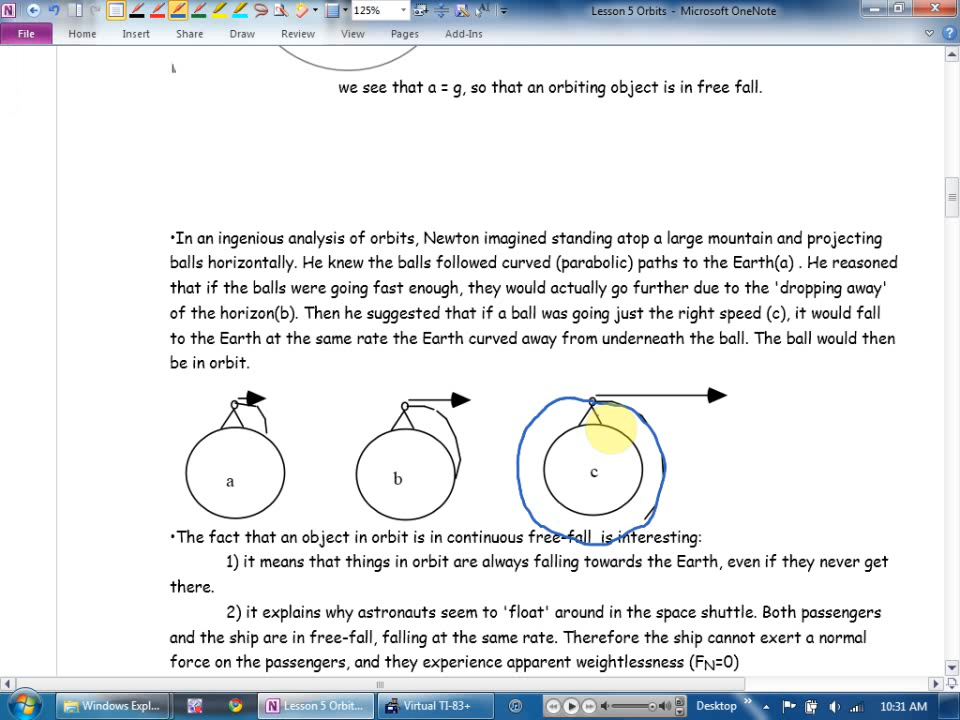 125%
Lesson 5 Orbits - Microsoft OneNote
File Home Insert Share Draw Review View Pages Add-Ins
we see that a = g, so that an orbiting object is in free fall.
•In an ingenious analysis of orbits, Newton imagined standing atop a large mountain and projecting
balls horizontally. He knew the balls followed curved (parabolic) paths to the Earth(a) . He reasoned
that if the balls were going fast enough, they would actually go further due to the 'dropping away'
of the horizon(b). Then he suggested that if a ball was going just the right speed (c), it would fall
to the Earth at the same rate the Earth curved away from underneath the ball. The ball would then
be in orbit.
a b c
•The fact that an object in orbit is in continuous free-fall is interesting:
1) it means that things in orbit are always falling towards the Earth, even if they never get
there.
2) it explains why astronauts seem to 'float' around in the space shuttle. Both passengers
and the ship are in free-fall, falling at the same rate. Therefore the ship cannot exert a normal
force on the passengers, and they experience apparent weightlessness (FN=0)
Windows Expl... Lesson 5 Orbit... Virtual TI-83+ Desktop » 10:31 AM